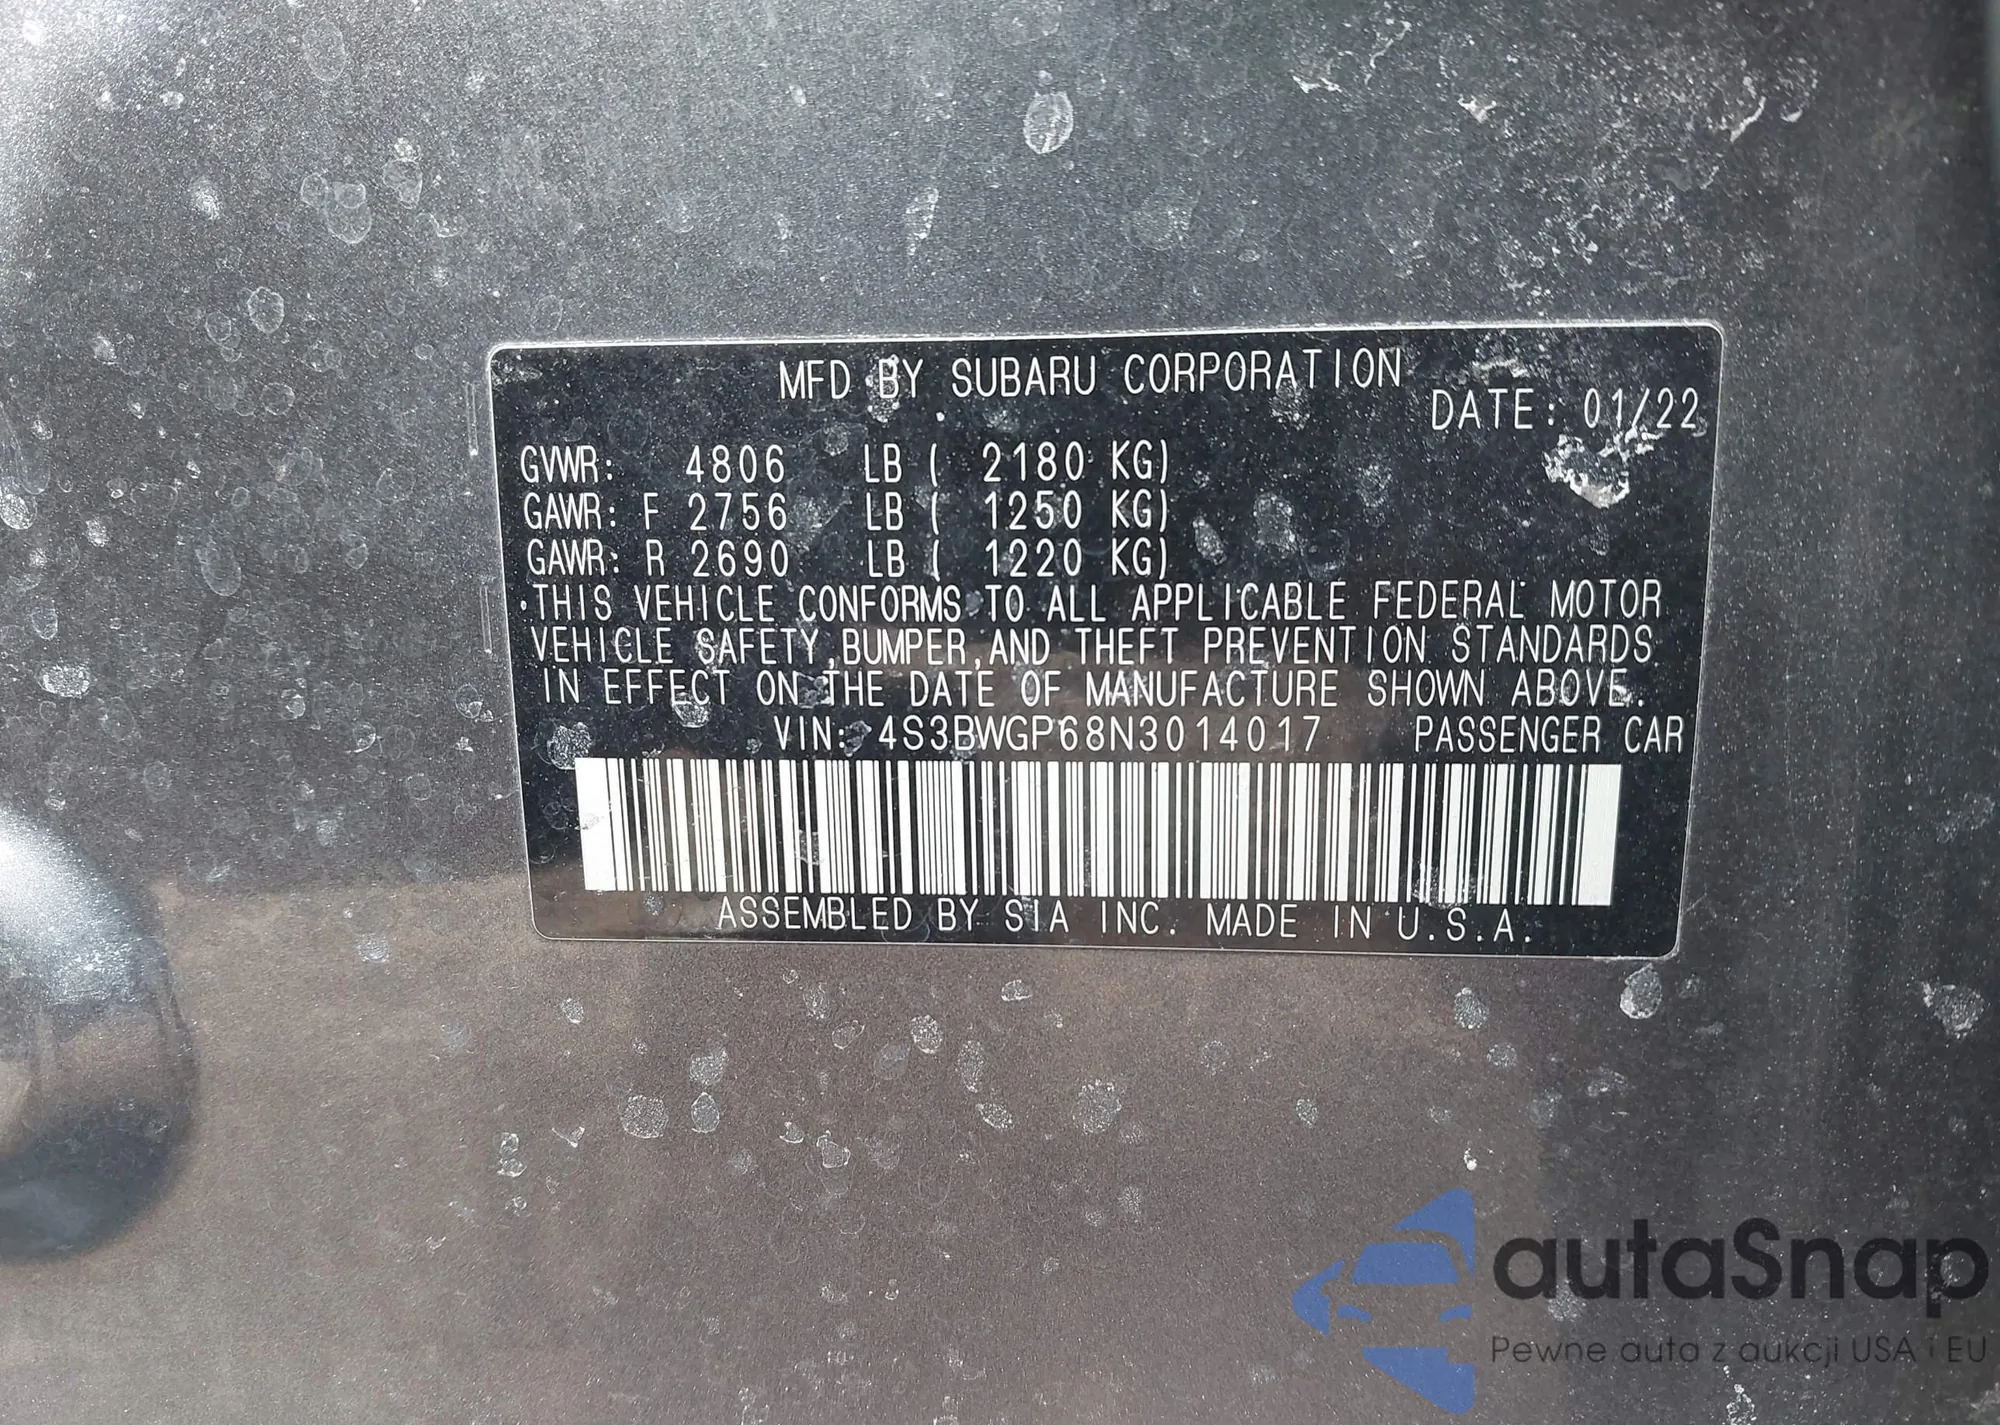 MFD BY SUBARU CORPORATION
DATE: 01/22
GVWR: 4806 LB ( 2180 KG)
GAWR: F 2756 LB ( 1250 KG)
GAWR: R 2690 LB ( 1220 KG)
THIS VEHICLE CONFORMS TO ALL APPLICABLE FEDERAL MOTOR
VEHICLE SAFETY,BUMPER,AND THEFT PREVENTION STANDARDS
IN EFFECT ON THE DATE OF MANUFACTURE SHOWN ABOVE.
VIN: 4S3BWGP68N3014017 PASSENGER CAR
ASSEMBLED BY SIA INC. MADE IN U.S.A.
autaSnap
Pewne auta z aukcji USA i EU